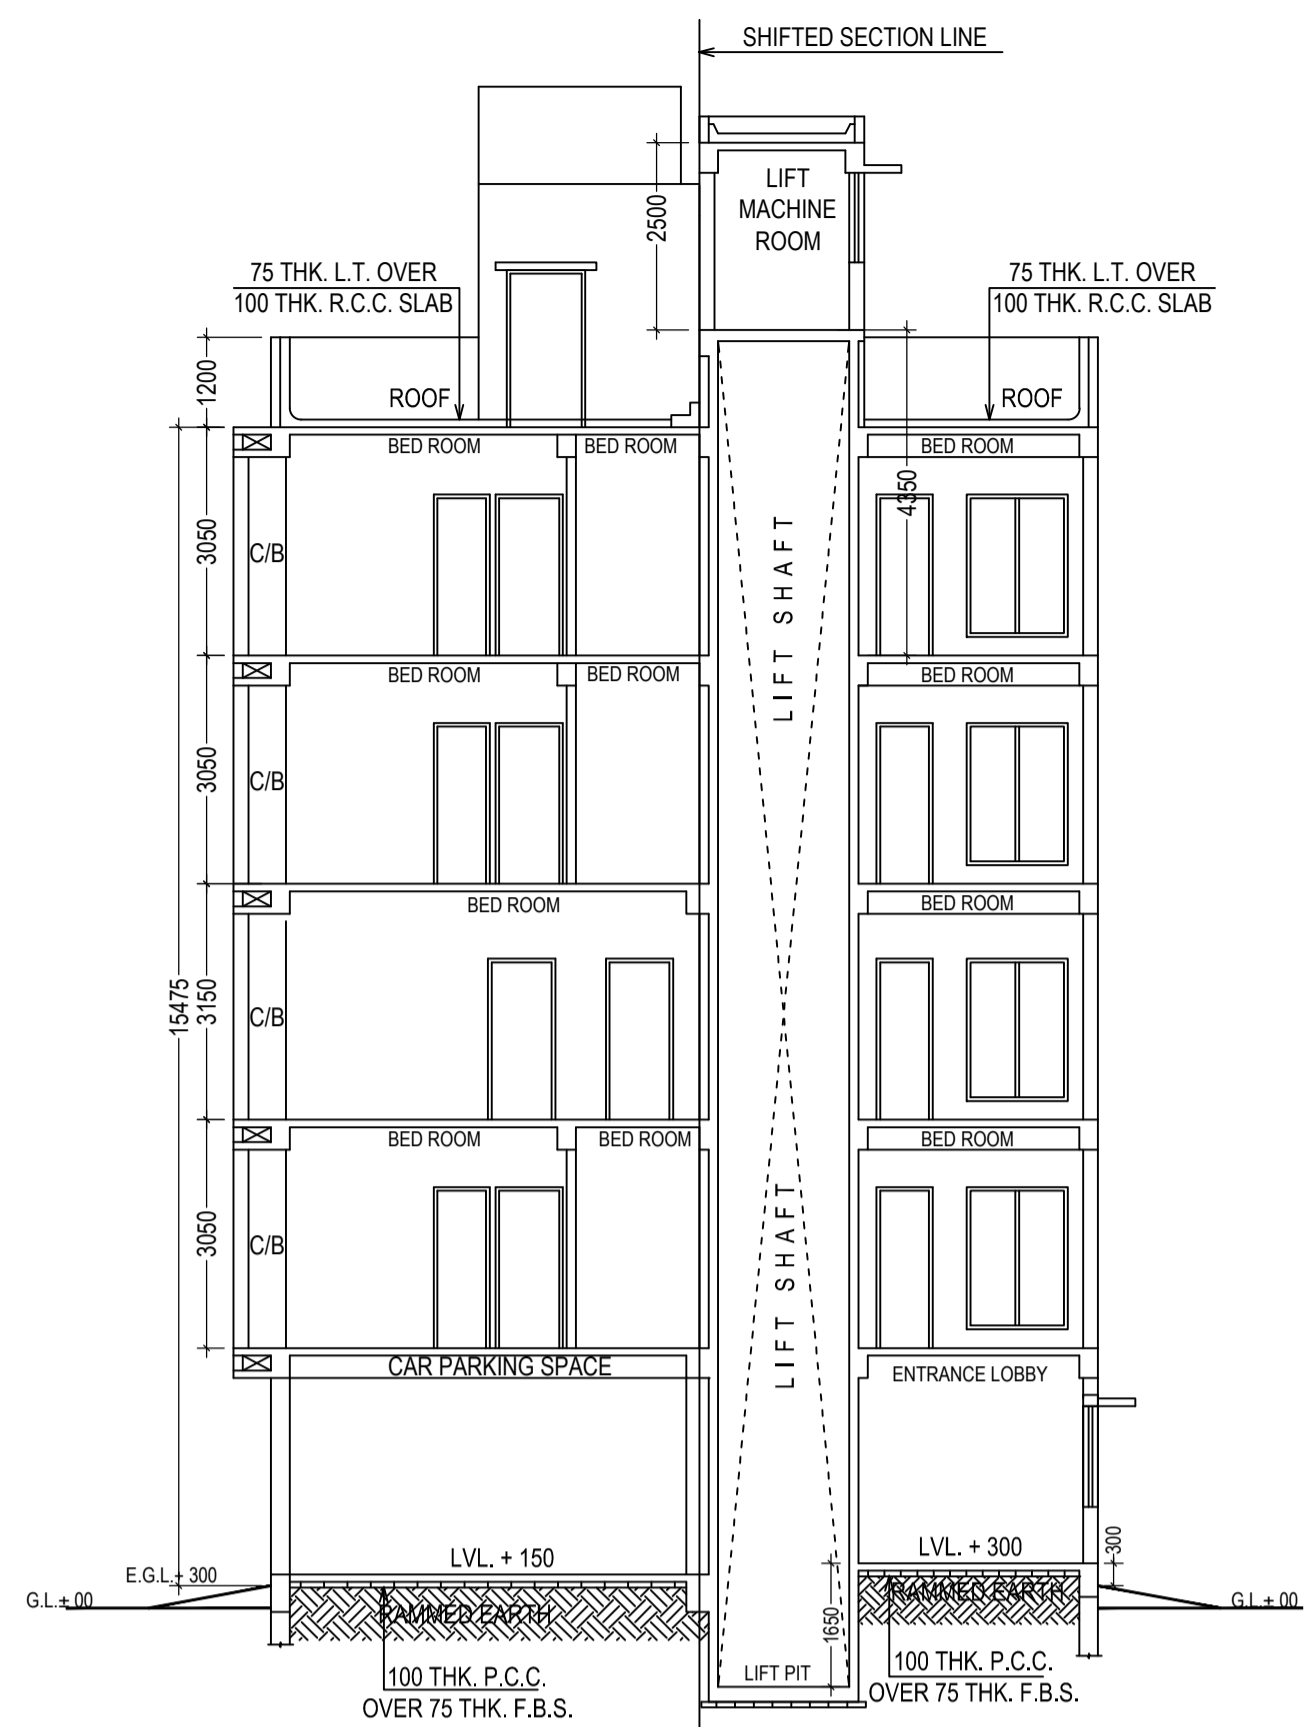 SHIFTED SECTION LINE
LIFT
MACHINE
ROOM
2500
75 THK. L.T. OVER
100 THK. R.C.C. SLAB
75 THK. L.T. OVER
100 THK. R.C.C. SLAB
1200
ROOF
ROOF
BED ROOM
BED ROOM
BED ROOM
4350
3050
C/B
LIFT SHAFT
BED ROOM
BED ROOM
BED ROOM
3050
C/B
BED ROOM
BED ROOM
15475
3150
C/B
BED ROOM
BED ROOM
BED ROOM
3050
C/B
LIFT SHAFT
CAR PARKING SPACE
ENTRANCE LOBBY
LVL. + 150
LVL. + 300
300
E.G.L.+ 300
G.L.± 00
G.L.± 00
RAMMED EARTH
RAMMED EARTH
1650
LIFT PIT
100 THK. P.C.C.
OVER 75 THK. F.B.S.
100 THK. P.C.C.
OVER 75 THK. F.B.S.